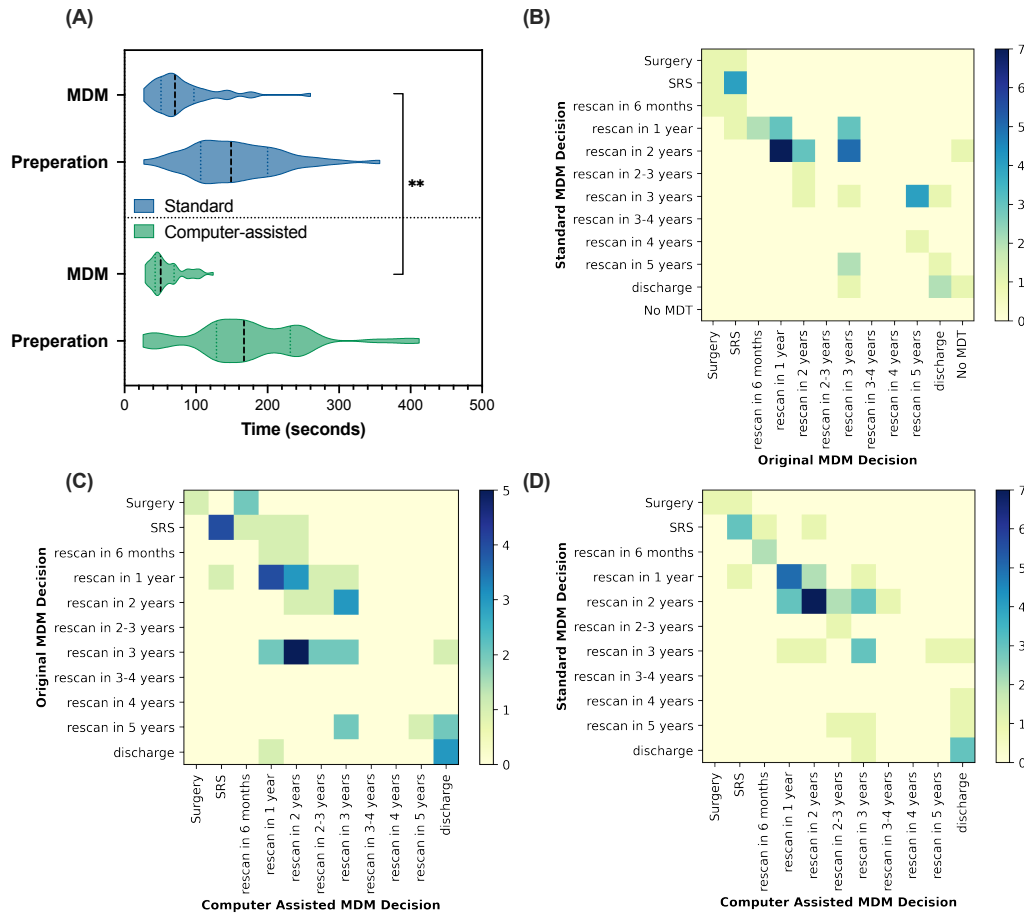 (A)
MDM
Preperation
Standard
Computer-assisted
MDM
Preperation
**
0
100
200
300
400
500
Time (seconds)
(B)
Standard MDM Decision
Surgery
SRS
rescan in 6 months
rescan in 1 year
rescan in 2 years
rescan in 2-3 years
rescan in 3 years
rescan in 3-4 years
rescan in 4 years
rescan in 5 years
discharge
No MDT
Surgery
SRS
rescan in 6 months
rescan in 1 year
rescan in 2 years
rescan in 2-3 years
rescan in 3 years
rescan in 3-4 years
rescan in 4 years
rescan in 5 years
discharge
No MDT
Original MDM Decision
7
6
5
4
3
2
1
0
(C)
Original MDM Decision
Surgery
SRS
rescan in 6 months
rescan in 1 year
rescan in 2 years
rescan in 2-3 years
rescan in 3 years
rescan in 3-4 years
rescan in 4 years
rescan in 5 years
discharge
Surgery
SRS
rescan in 6 months
rescan in 1 year
rescan in 2 years
rescan in 2-3 years
rescan in 3 years
rescan in 3-4 years
rescan in 4 years
rescan in 5 years
discharge
Computer Assisted MDM Decision
5
4
3
2
1
0
(D)
Standard MDM Decision
Surgery
SRS
rescan in 6 months
rescan in 1 year
rescan in 2 years
rescan in 2-3 years
rescan in 3 years
rescan in 3-4 years
rescan in 4 years
rescan in 5 years
discharge
Surgery
SRS
rescan in 6 months
rescan in 1 year
rescan in 2 years
rescan in 2-3 years
rescan in 3 years
rescan in 3-4 years
rescan in 4 years
rescan in 5 years
discharge
Computer Assisted MDM Decision
7
6
5
4
3
2
1
0